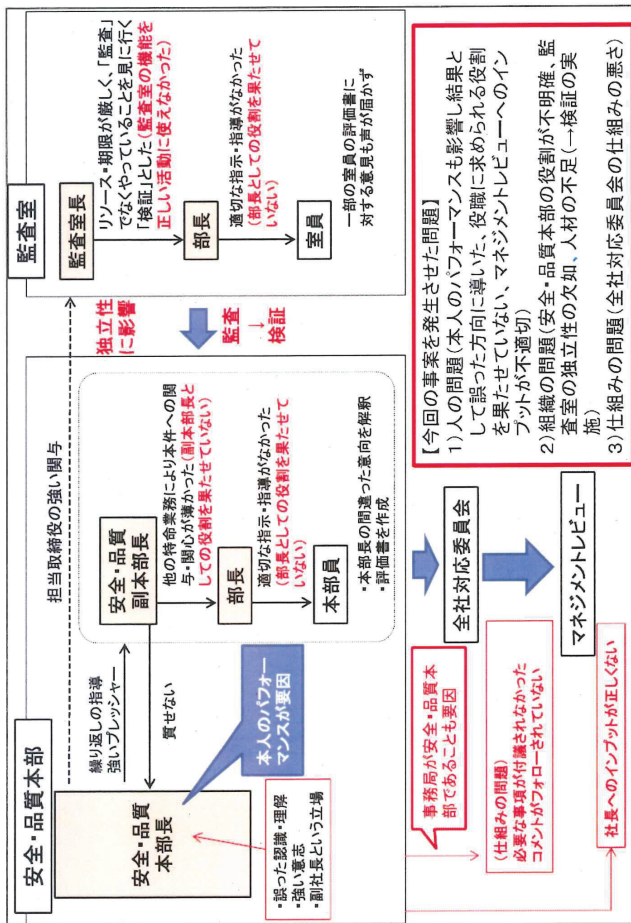 安全・品質本部
安全・品質
本部長
・誤った認識・理解
・強い意志
・副社長という立場
担当取締役の強い関与
繰り返しの指導
強いプレッシャー
質せない
本人のパフォー
マンスが要因
安全・品質
副本部長
他の特命業務により本件への関
与・関心が薄かった(副本部長と
しての役割を果たせていない)
部長
適切な指示・指導がなかった
(部長としての役割を果たせて
いない)
本部員
・本部長の間違った意向を解釈
・評価書を作成
独立性
に影響
監査
→
検証
監査室
監査室長
リソース・期限が厳しく、「監査」
でなくやっていることを見に行く
「検証」とした(監査室の機能を
正しい活動に使えなかった)
部長
適切な指示・指導がなかった
(部長としての役割を果たせて
いない)
室員
一部の室員の評価書に
対する意見も声が届かず
事務局が安全・品質本
部であることも要因
全社対応委員会
(仕組みの問題)
必要な事項が付議されなかった
コメントがフォローされていない
マネジメントレビュー
社長へのインプットが正しくない
【今回の事案を発生させた問題】
1)人の問題(本人のパフォーマンスも影響し結果と
して誤った方向に導いた、役職に求められる役割
を果たせていない、マネジメントレビューへのイン
プットが不適切)
2)組織の問題(安全・品質本部の役割が不明確、監
査室の独立性の欠如、人材の不足(→検証の実
施)
3)仕組みの問題(全社対応委員会の仕組みの悪さ)